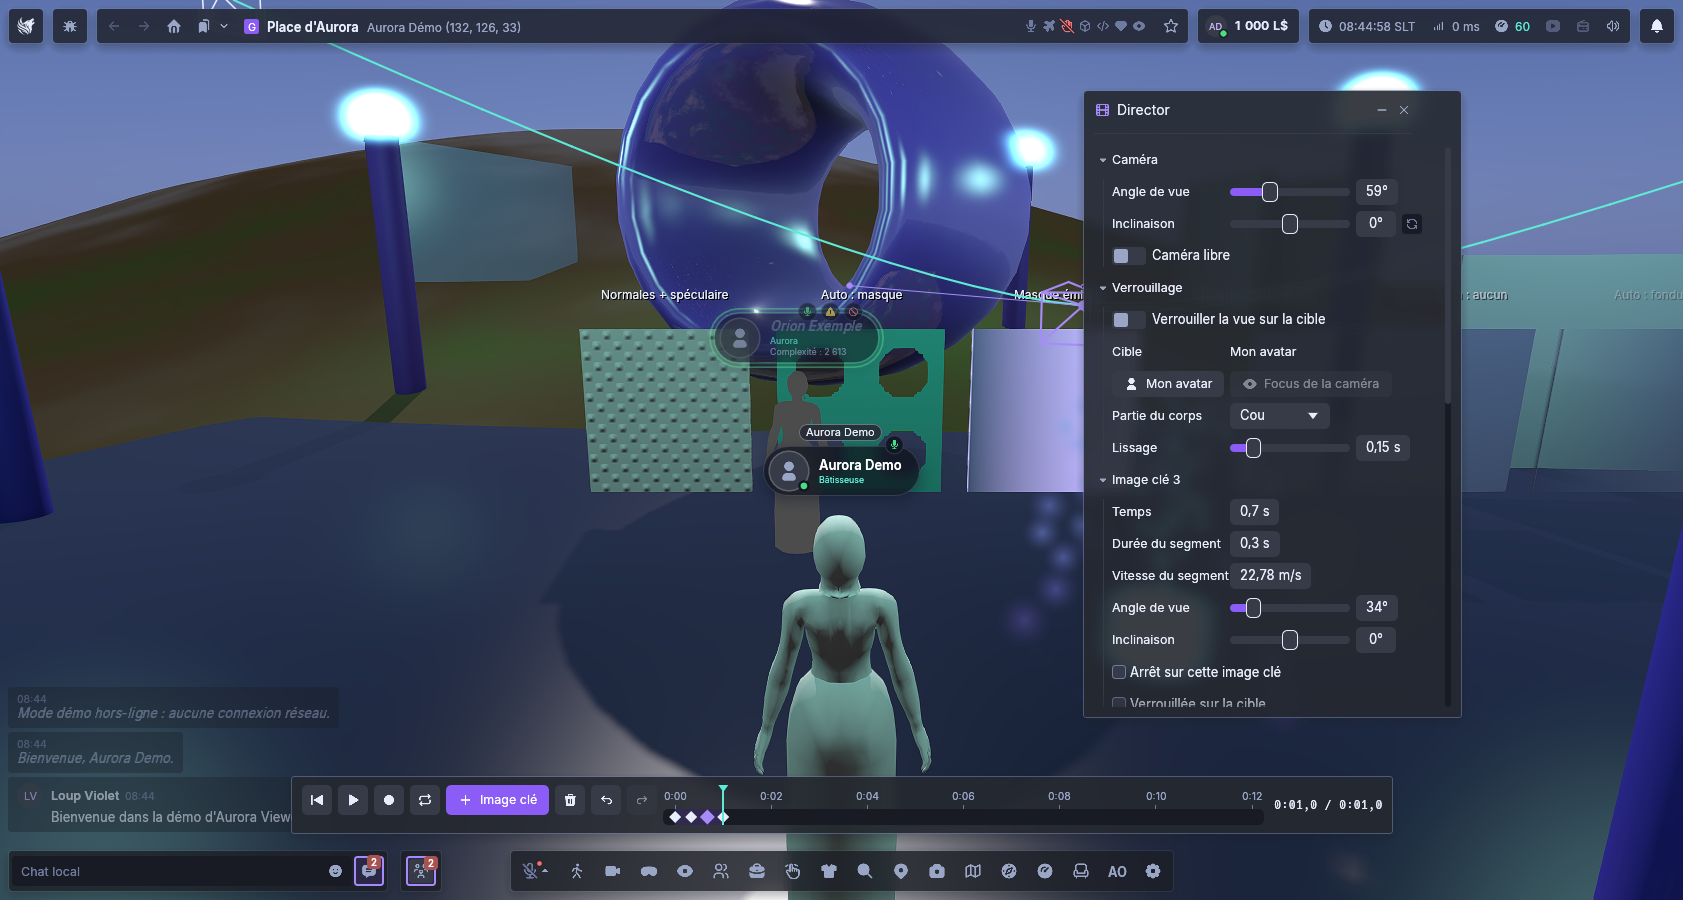 G Place d'Aurora Aurora Démo (132, 126, 33)
AD 1 000 L$
08:44:58 SLT 0 ms 60
Director
Caméra
Angle de vue 59°
Inclinaison 0°
Caméra libre
Verrouillage
Verrouiller la vue sur la cible
Cible Mon avatar
Mon avatar Focus de la caméra
Partie du corps Cou
Lissage 0,15 s
Image clé 3
Temps 0,7 s
Durée du segment 0,3 s
Vitesse du segment 22,78 m/s
Angle de vue 34°
Inclinaison 0°
Arrêt sur cette image clé
Verrouillée sur la cible
Normales + spéculaire
Auto : masque
Masque émi
: aucun
Auto : fondu
Orion Exemple
Aurora
Complexité : 2 613
Aurora Demo
Aurora Demo
Bâtisseuse
08:44
Mode démo hors-ligne : aucune connexion réseau.
08:44
Bienvenue, Aurora Demo.
LV Loup Violet 08:44
Bienvenue dans la démo d'Aurora View
Image clé
0:00 0:02 0:04 0:06 0:08 0:10 0:12
0:01,0 / 0:01,0
Chat local
2
2
AO